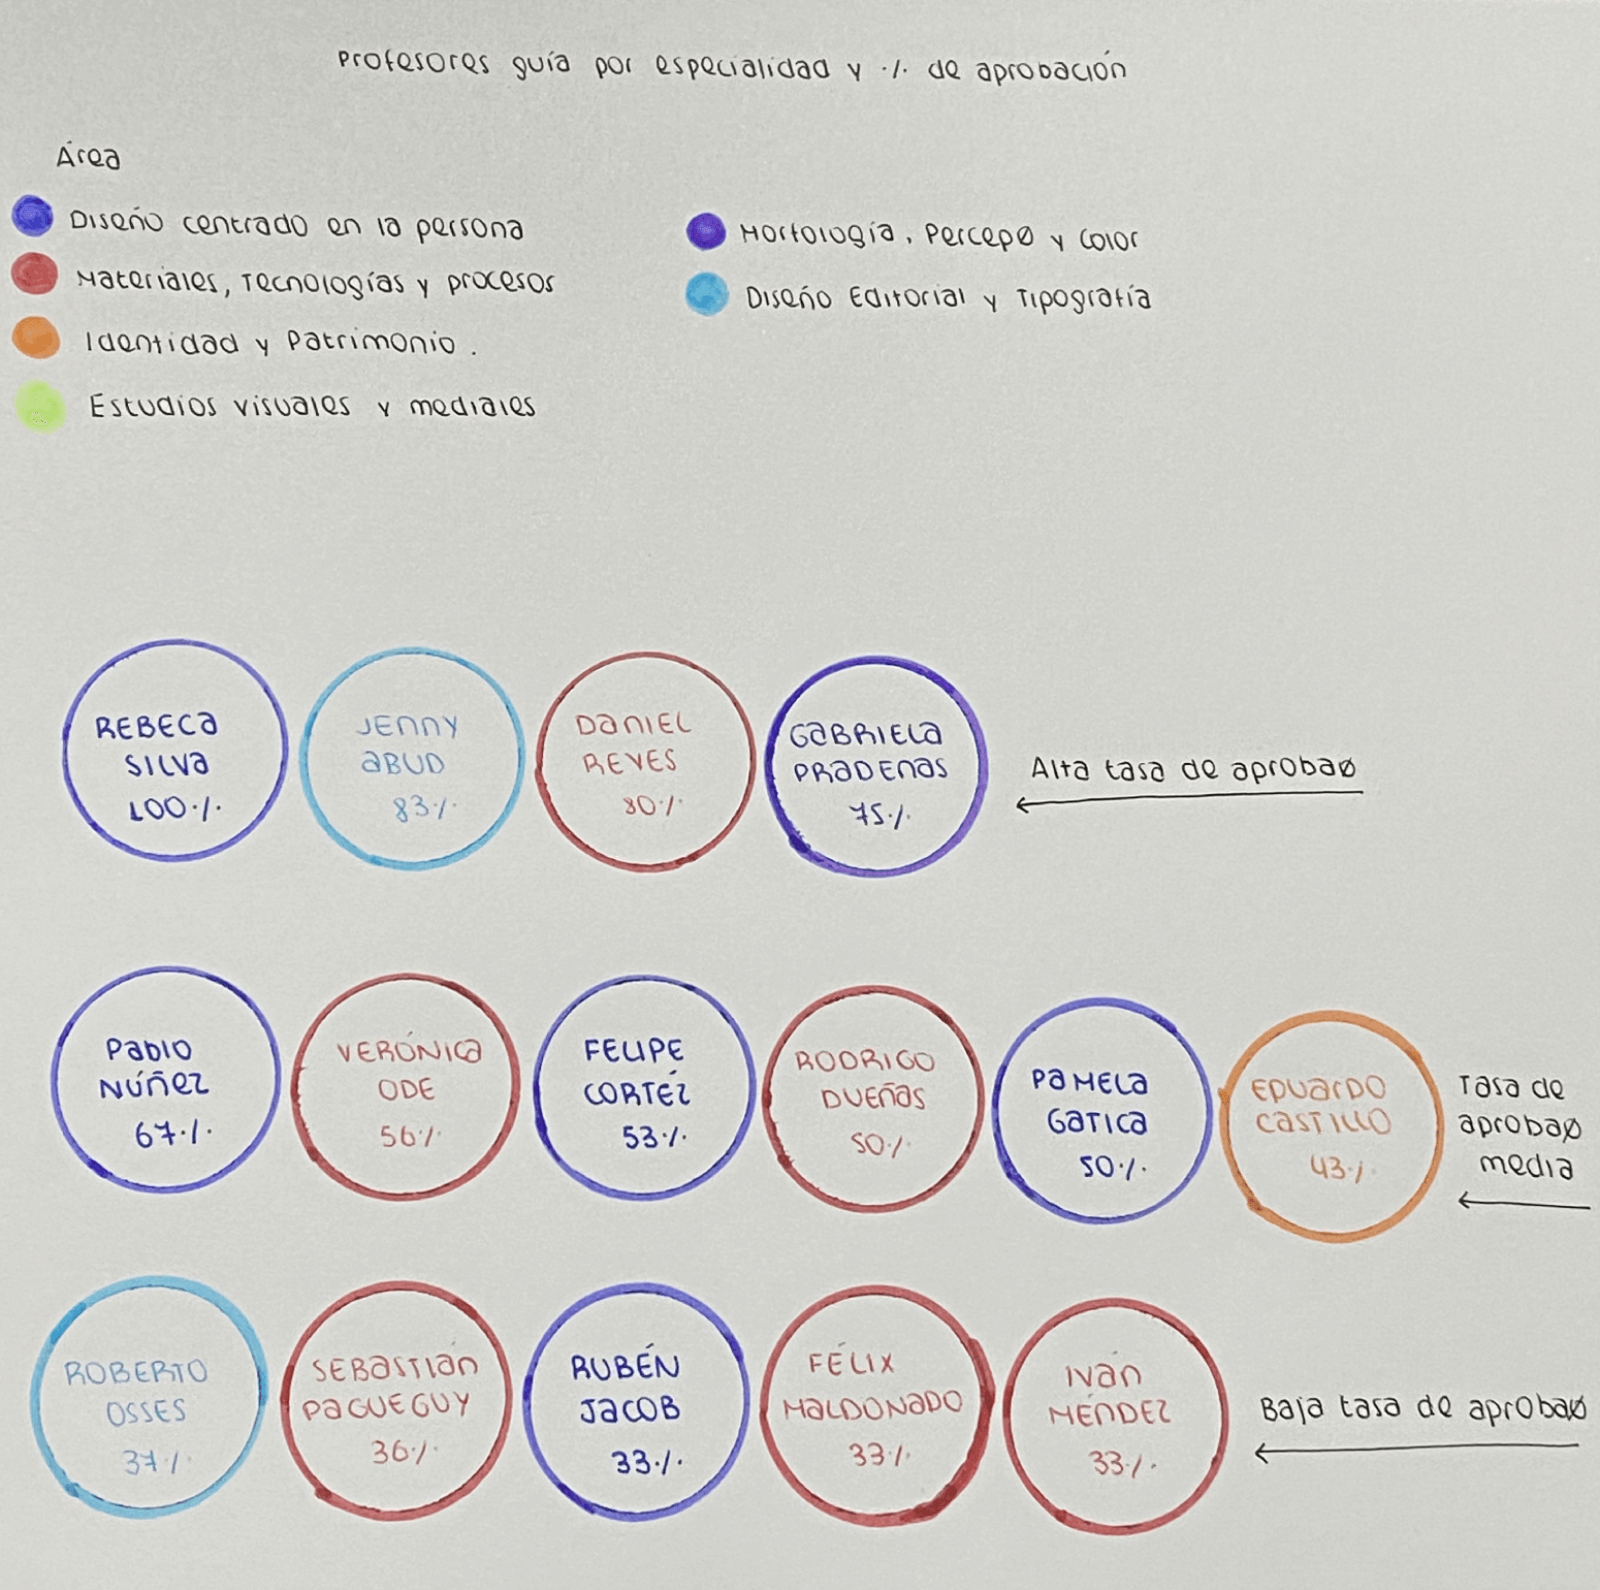 Profesores guía por especialidad y % de aprobación
Área
Diseño centrado en la persona
Materiales, Tecnologías y procesos
Identidad y Patrimonio.
Estudios visuales y mediales
Morfología, Percepø y Color
Diseño Editorial y Tipografía
REBECA SILVA 100%
JENNY ABUD 83%
DANIEL REYES 80%
GABRIELA PRADENAS 75%
Alta tasa de aprobaø
Pablo NÚÑEZ 67%
VERÓNICA ODE 56%
FELIPE CORTÉZ 53%
RODRIGO DUEÑAS 50%
PAMELA GATICA 50%
EDUARDO CASTILLO 43%
Tasa de
aprobaø
media
ROBERTO OSSES 37%
SEBASTIÁN PAGUEGUY 36%
RUBÉN JACOB 33%
FÉLIX MALDONADO 33%
IVÁN MÉNDEZ 33%
Baja tasa de aprobaø